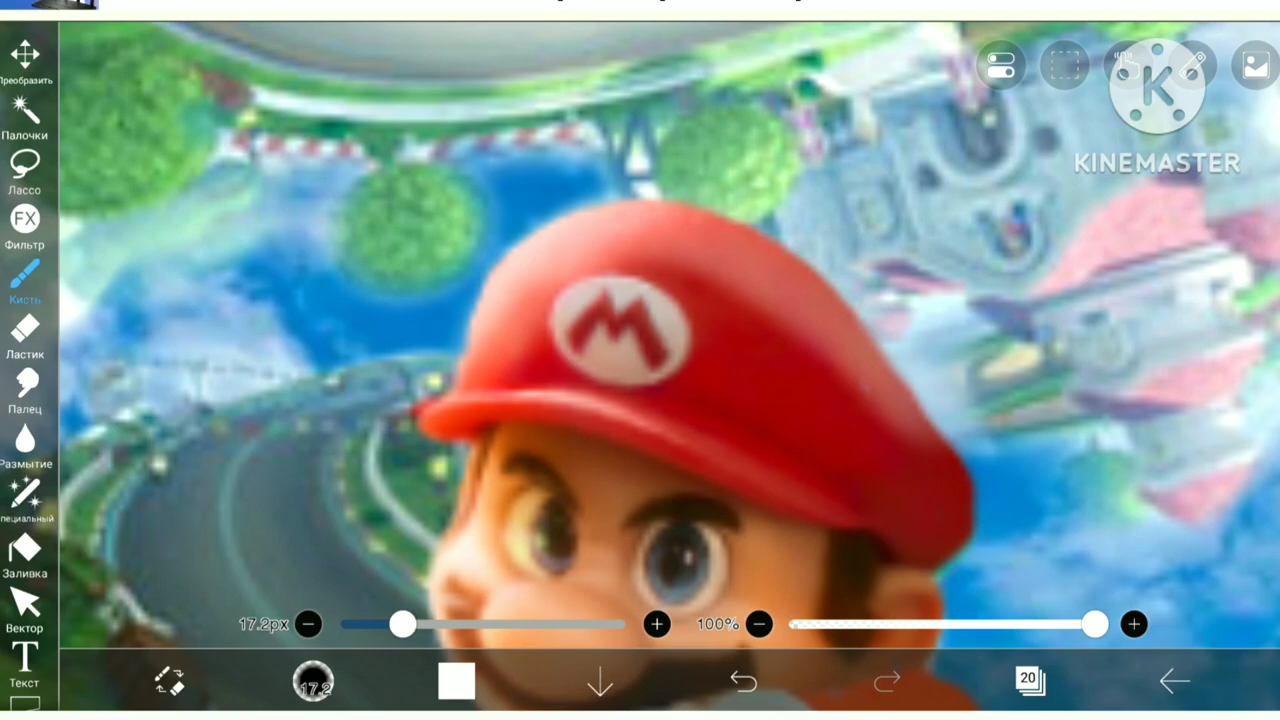 Преобразить
K
KINEMASTER
Палочки
Лассо
FX
Фильтр
M
Кисть
Ластик
Палец
Размытие
пециальный
Заливка
Вектор
17.2px
100%
T
Текст
17.2
20